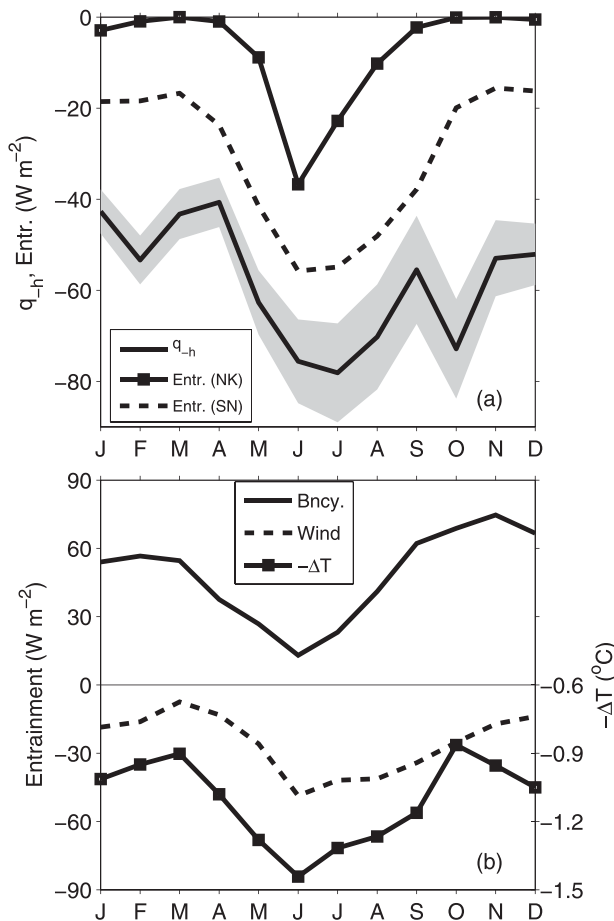 0
−20
−40
−60
−80
q₋ₕ, Entr. (W m⁻²)
q₋ₕ
Entr. (NK)
Entr. (SN)
(a)
J F M A M J J A S O N D
90
60
30
0
−30
−60
−90
Entrainment (W m⁻²)
Bncy.
Wind
−ΔT
−0.6
−0.9
−1.2
−1.5
−ΔT (°C)
(b)
J F M A M J J A S O N D